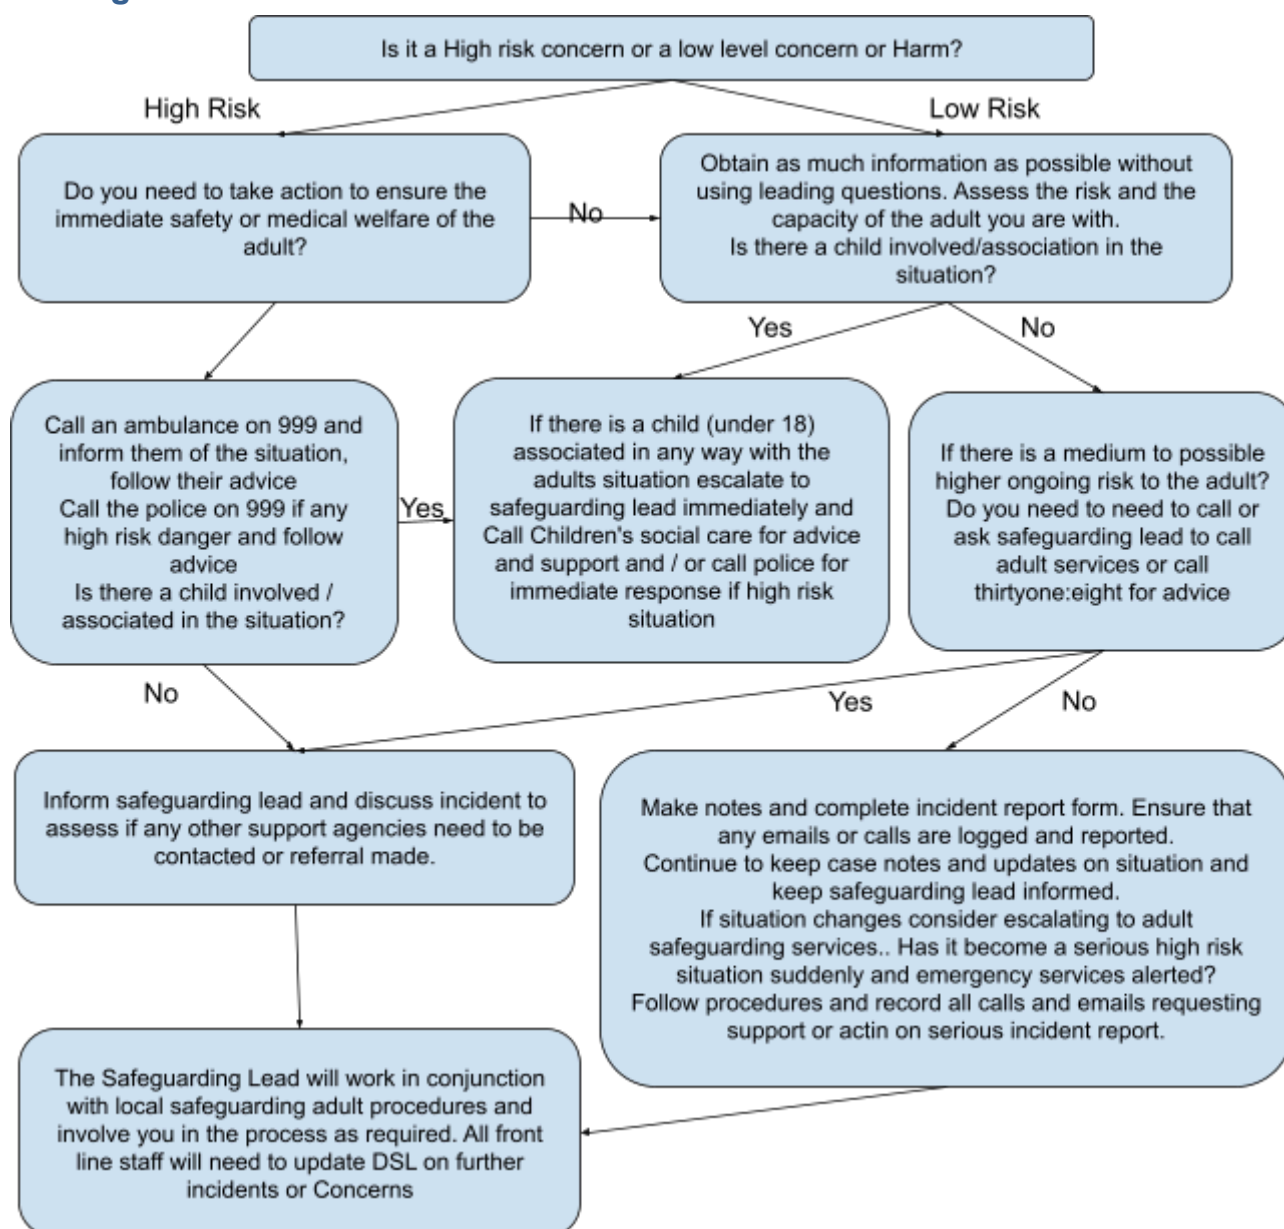 Is it a High risk concern or a low level concern or Harm?
High Risk
Low Risk
Do you need to take action to ensure the
immediate safety or medical welfare of the
adult?
No
Obtain as much information as possible without
using leading questions. Assess the risk and the
capacity of the adult you are with.
Is there a child involved/association in the
situation?
Yes
No
Call an ambulance on 999 and
inform them of the situation,
follow their advice
Call the police on 999 if any
high risk danger and follow
advice
Is there a child involved /
associated in the situation?
Yes
If there is a child (under 18)
associated in any way with the
adults situation escalate to
safeguarding lead immediately and
Call Children's social care for advice
and support and / or call police for
immediate response if high risk
situation
If there is a medium to possible
higher ongoing risk to the adult?
Do you need to need to call or
ask safeguarding lead to call
adult services or call
thirtyone:eight for advice
No
Yes
No
Inform safeguarding lead and discuss incident to
assess if any other support agencies need to be
contacted or referral made.
Make notes and complete incident report form. Ensure that
any emails or calls are logged and reported.
Continue to keep case notes and updates on situation and
keep safeguarding lead informed.
If situation changes consider escalating to adult
safeguarding services.. Has it become a serious high risk
situation suddenly and emergency services alerted?
Follow procedures and record all calls and emails requesting
support or actin on serious incident report.
The Safeguarding Lead will work in conjunction
with local safeguarding adult procedures and
involve you in the process as required. All front
line staff will need to update DSL on further
incidents or Concerns